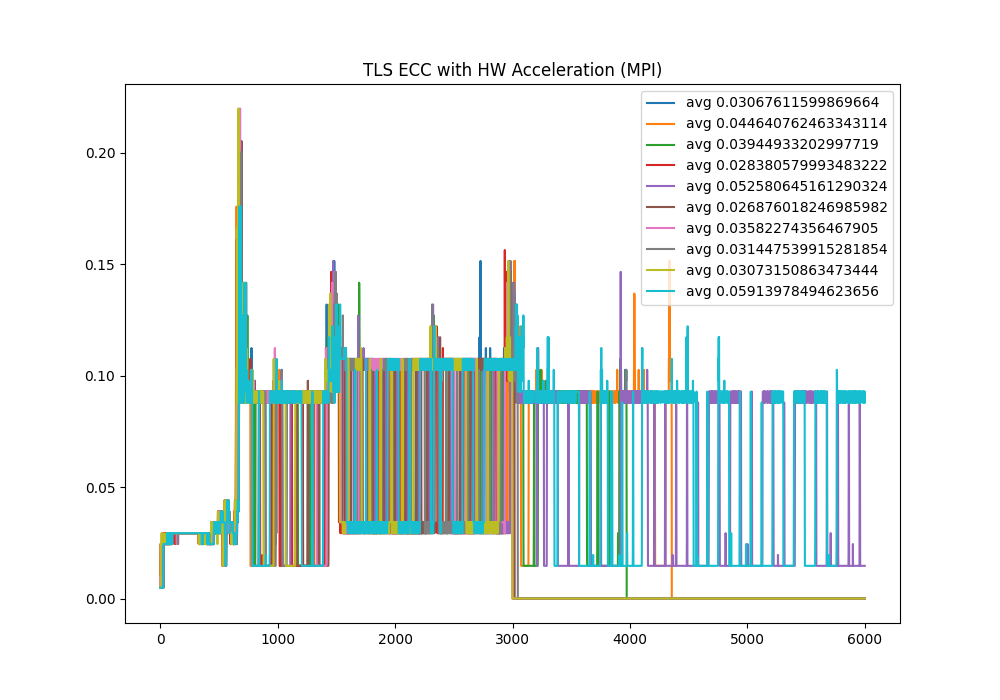 TLS ECC with HW Acceleration (MPI)
avg 0.03067611599869664
avg 0.044640762463343114
avg 0.03944933202997719
avg 0.028380579993483222
avg 0.052580645161290324
avg 0.026876018246985982
avg 0.03582274356467905
avg 0.031447539915281854
avg 0.03073150863473444
avg 0.05913978494623656
0.20
0.15
0.10
0.05
0.00
0 1000 2000 3000 4000 5000 6000